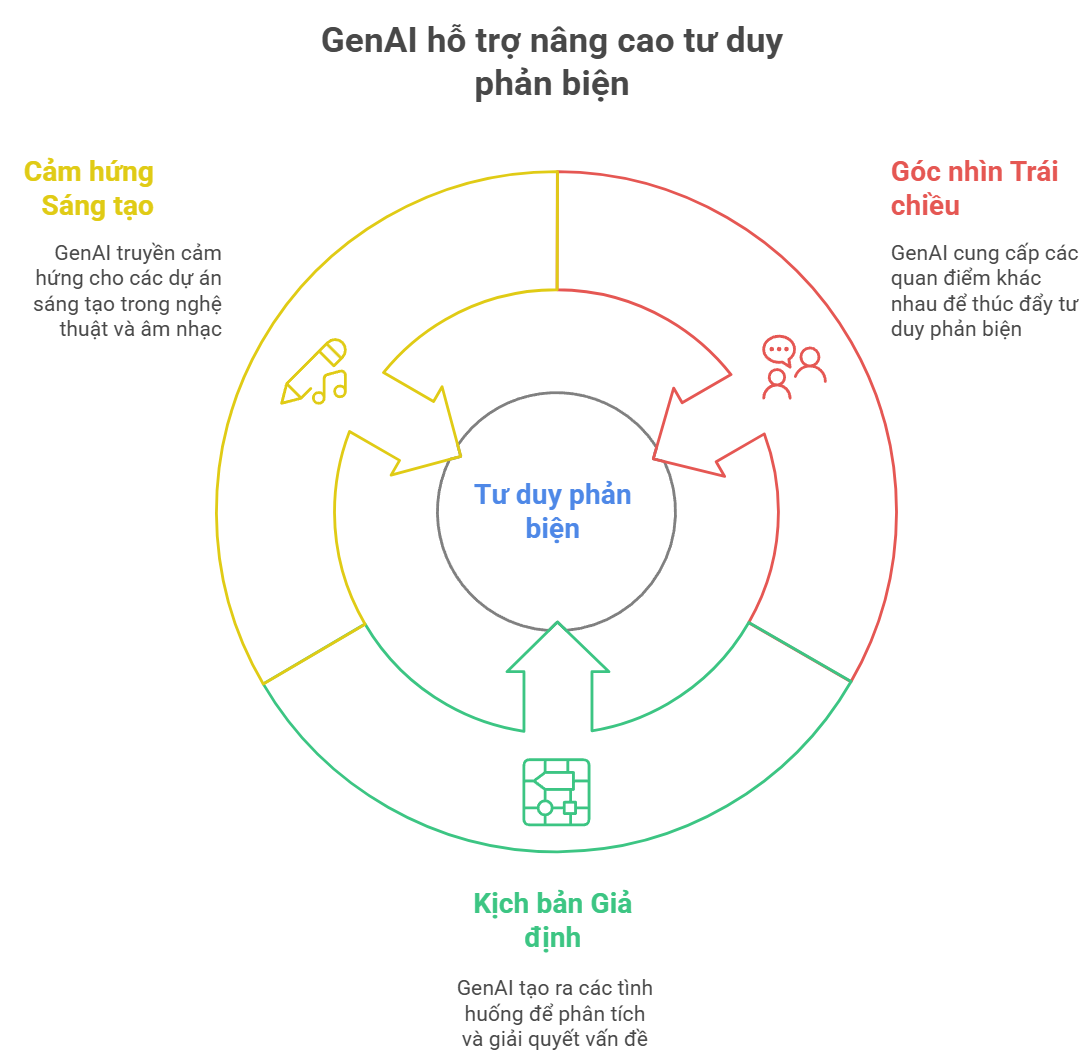 GenAI hỗ trợ nâng cao tư duy
phản biện
Cảm hứng
Sáng tạo
GenAI truyền cảm
hứng cho các dự án
sáng tạo trong nghệ
thuật và âm nhạc
Góc nhìn Trái
chiều
GenAI cung cấp các
quan điểm khác
nhau để thúc đẩy tư
duy phản biện
Tư duy phản
biện
Kịch bản Giả
định
GenAI tạo ra các tình
huống để phân tích
và giải quyết vấn đề